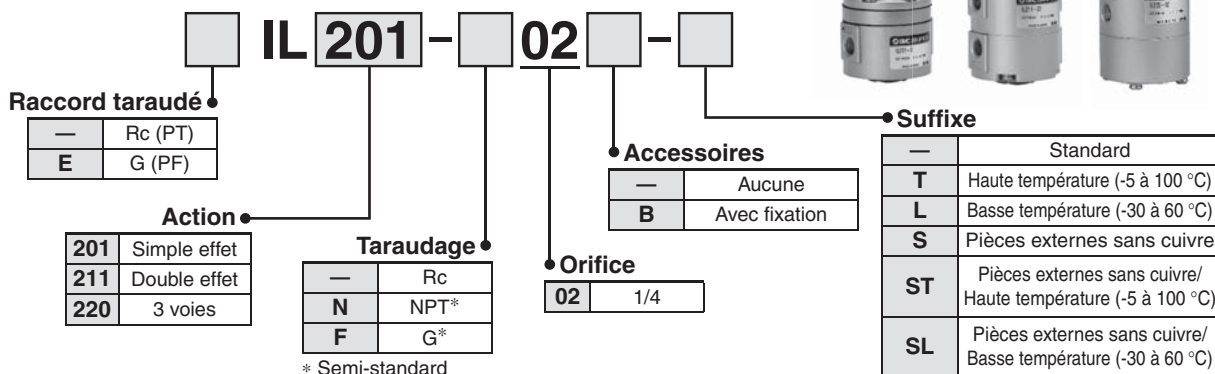 IL 201 - 02 -
Raccord taraudé
— Rc (PT)
E G (PF)
Action
201 Simple effet
211 Double effet
220 3 voies
Taraudage
— Rc
N NPT*
F G*
* Semi-standard
Orifice
02 1/4
Accessoires
— Aucune
B Avec fixation
Suffixe
— Standard
T Haute température (-5 à 100 °C)
L Basse température (-30 à 60 °C)
S Pièces externes sans cuivre
ST Pièces externes sans cuivre/
Haute température (-5 à 100 °C)
SL Pièces externes sans cuivre/
Basse température (-30 à 60 °C)